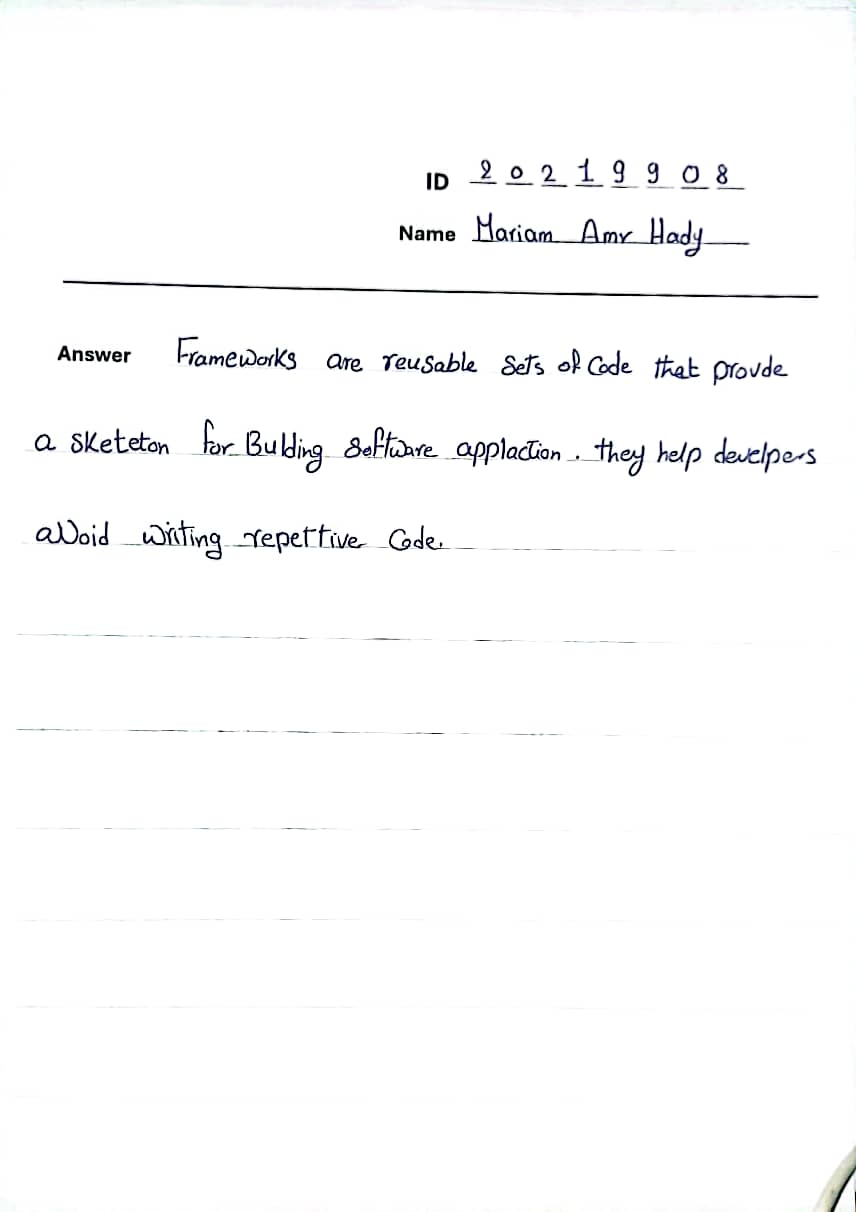 ID 20219908
Name Mariam Amr Hady
Answer Frameworks are reusable sets of Code that provde
a sketeton for Bulding software applaction. they help develpers
avoid writing repettive Code.